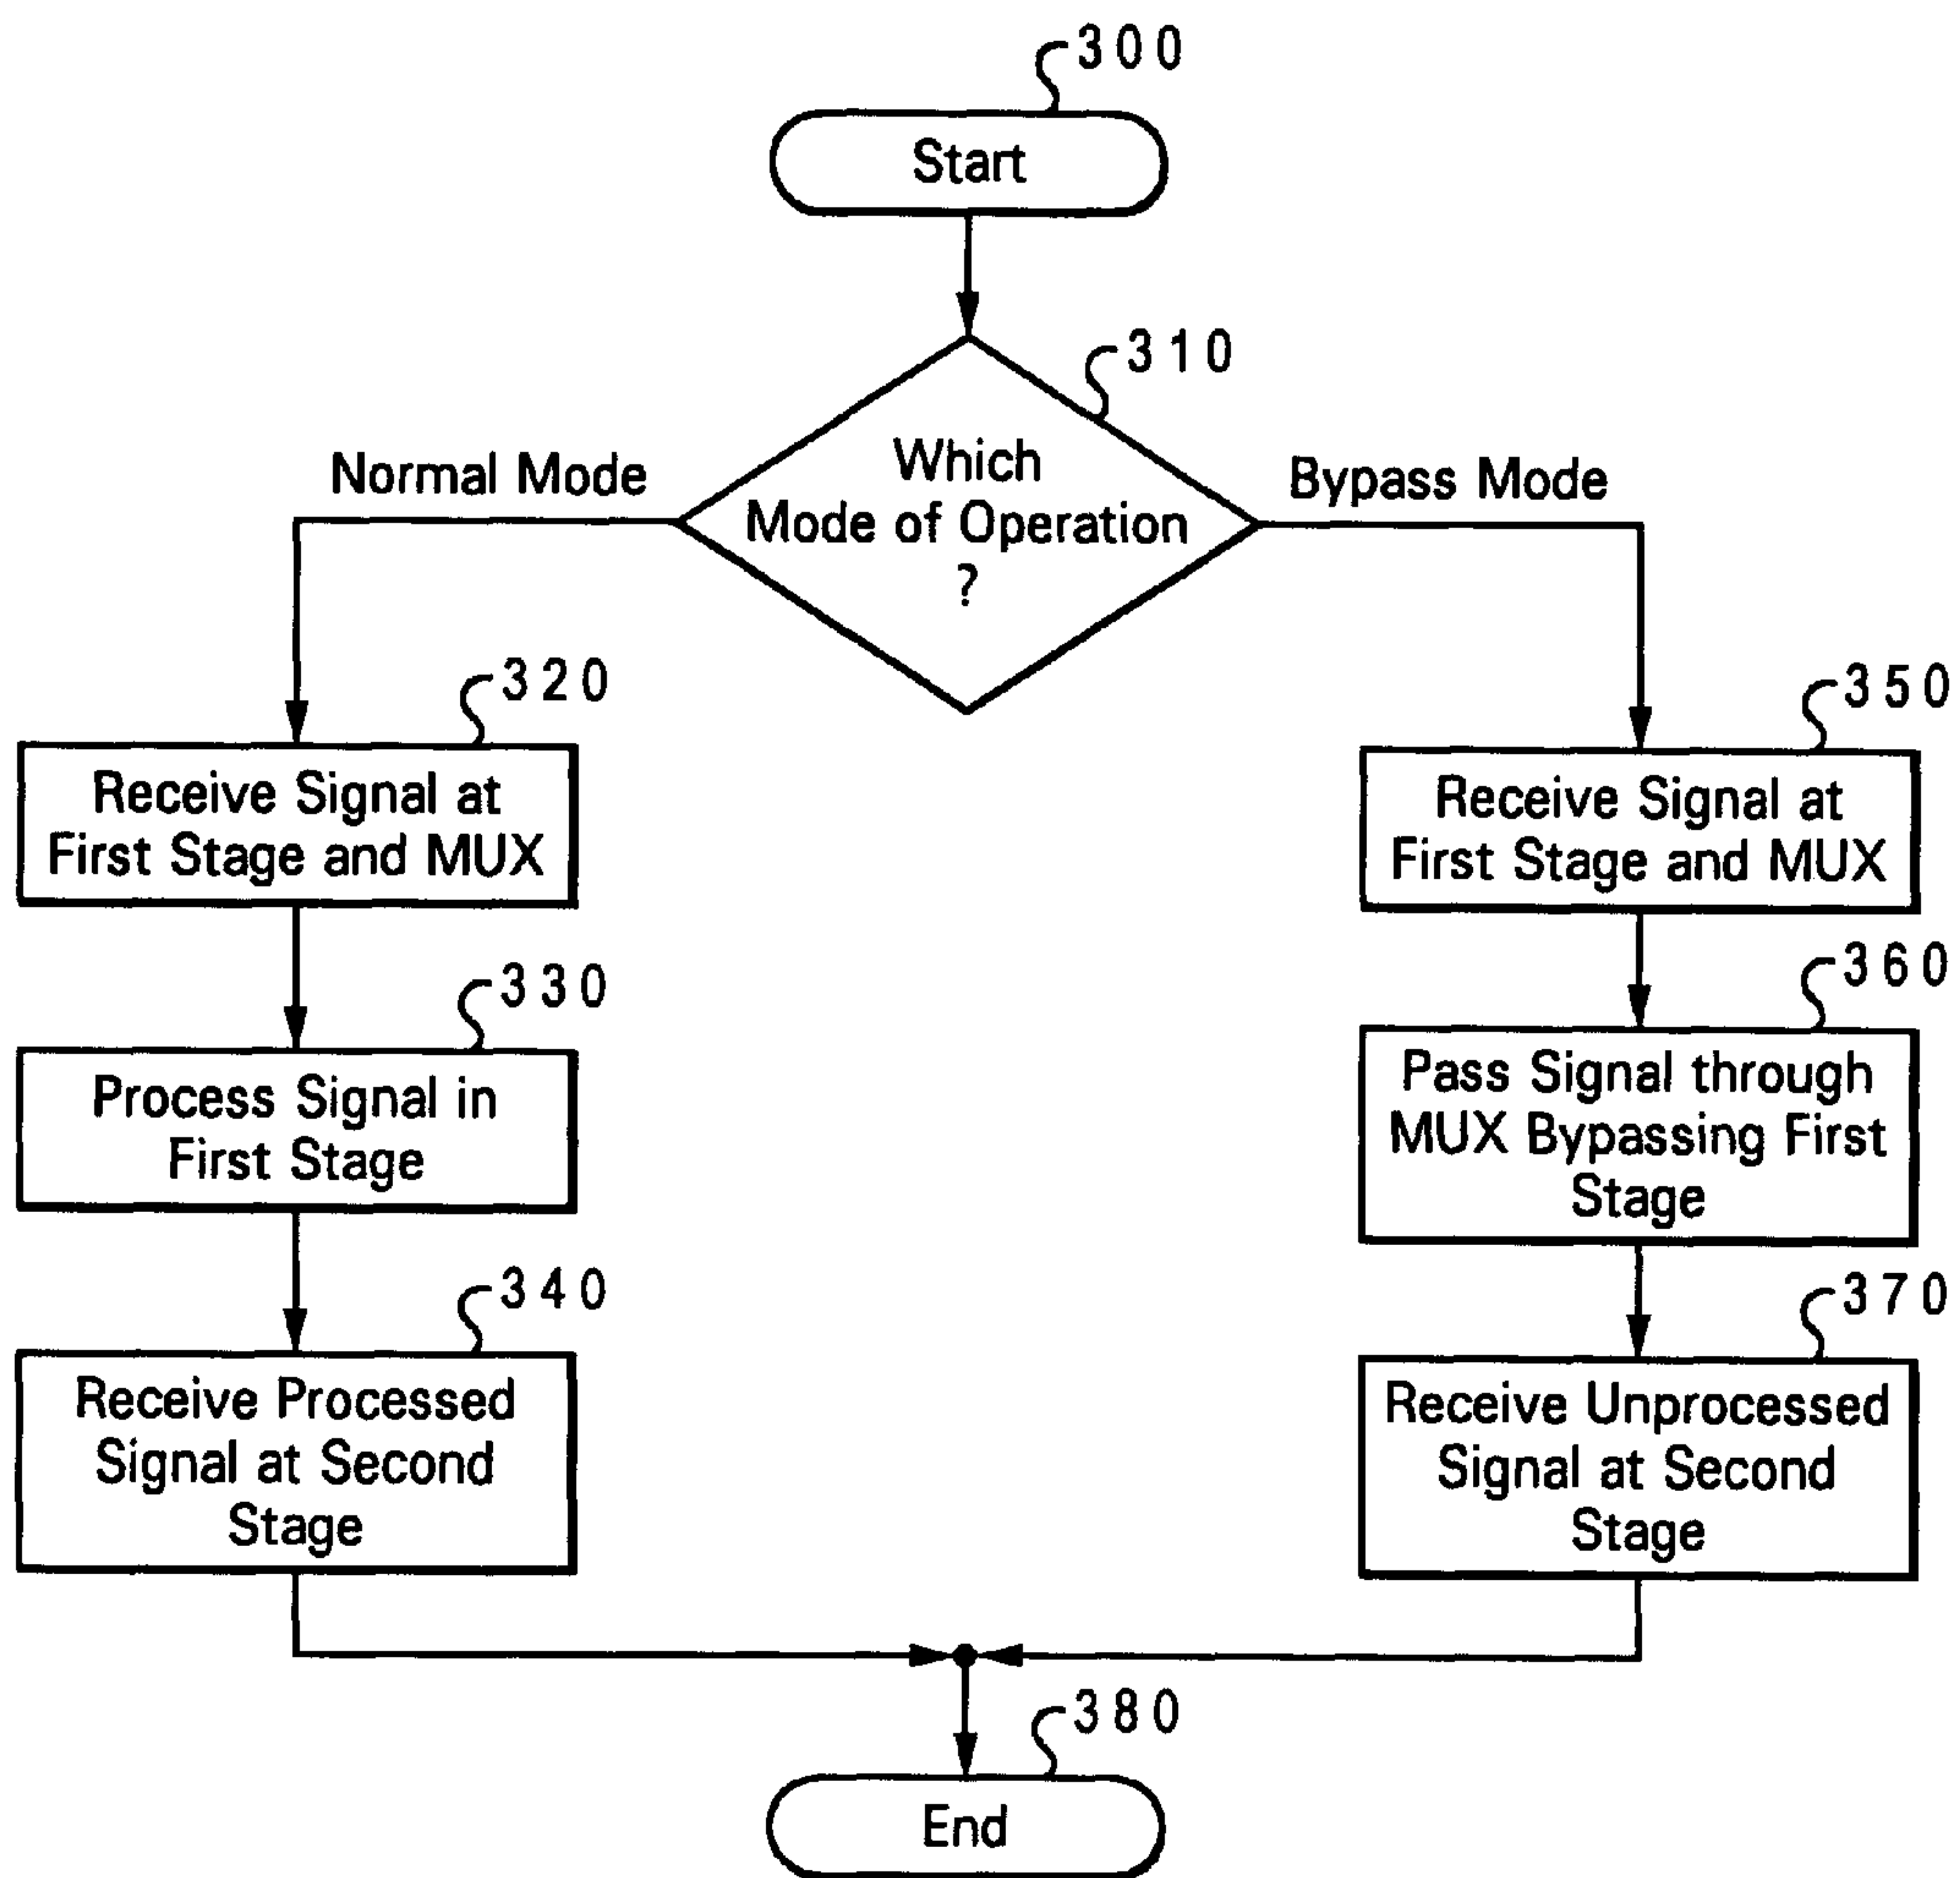 300
Start
310
Which
Mode of Operation
?
Normal Mode
Bypass Mode
320
Receive Signal at
First Stage and MUX
330
Process Signal in
First Stage
340
Receive Processed
Signal at Second
Stage
350
Receive Signal at
First Stage and MUX
360
Pass Signal through
MUX Bypassing First
Stage
370
Receive Unprocessed
Signal at Second
Stage
380
End